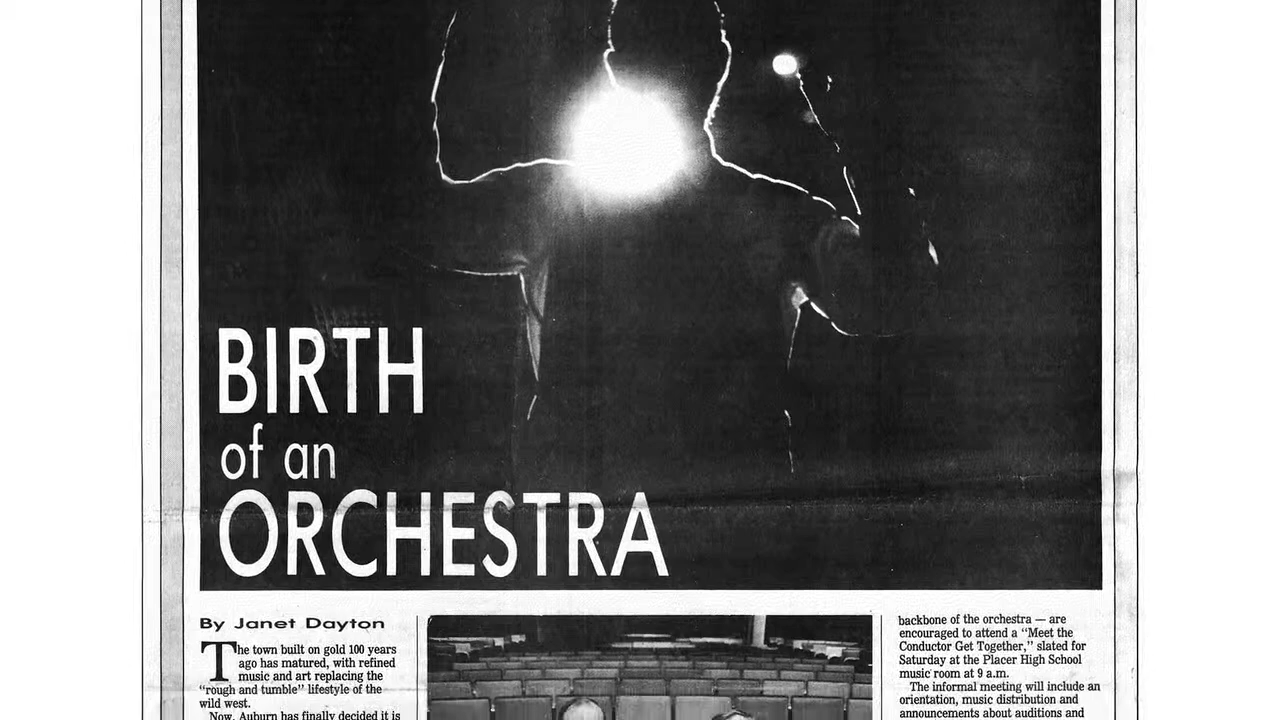 BIRTH
of an
ORCHESTRA
By Janet Dayton
The town built on gold 100 years
ago has matured, with refined
music and art replacing the
“rough and tumble” lifestyle of the
wild west.
Now, Auburn has finally decided it is
backbone of the orchestra — are
encouraged to attend a “Meet the
Conductor Get Together,” slated for
Saturday at the Placer High School
music room at 9 a.m.
The informal meeting will include an
orientation, music distribution and
announcements about auditions and